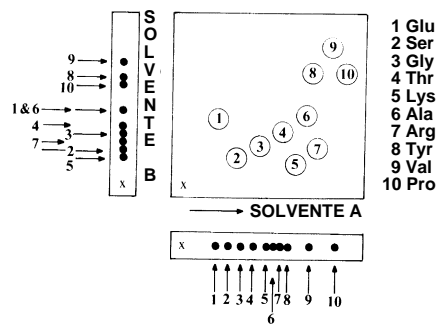 9
8
10
1 & 6
4
3
7
2
5
x
SOLVENTE B
9
8
10
1
6
4
3
7
2
5
x
SOLVENTE A
1 Glu
2 Ser
3 Gly
4 Thr
5 Lys
6 Ala
7 Arg
8 Tyr
9 Val
10 Pro
x
1 2 3 4 5 7 8 9 10
6